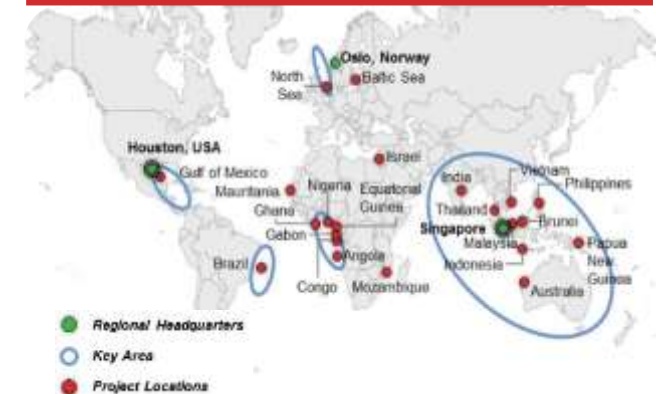 Oslo, Norway
North
Sea
Baltic Sea
Houston, USA
Gulf of Mexico
Israel
Mauritania
Nigeria
Equatorial
Guinea
Ghana
Gabon
Angola
Congo
Mozambique
Brazil
India
Vietnam
Philippines
Thailand
Singapore
Brunei
Malaysia
Indonesia
Papua
New
Guinea
Australia
Regional Headquarters
Key Area
Project Locations